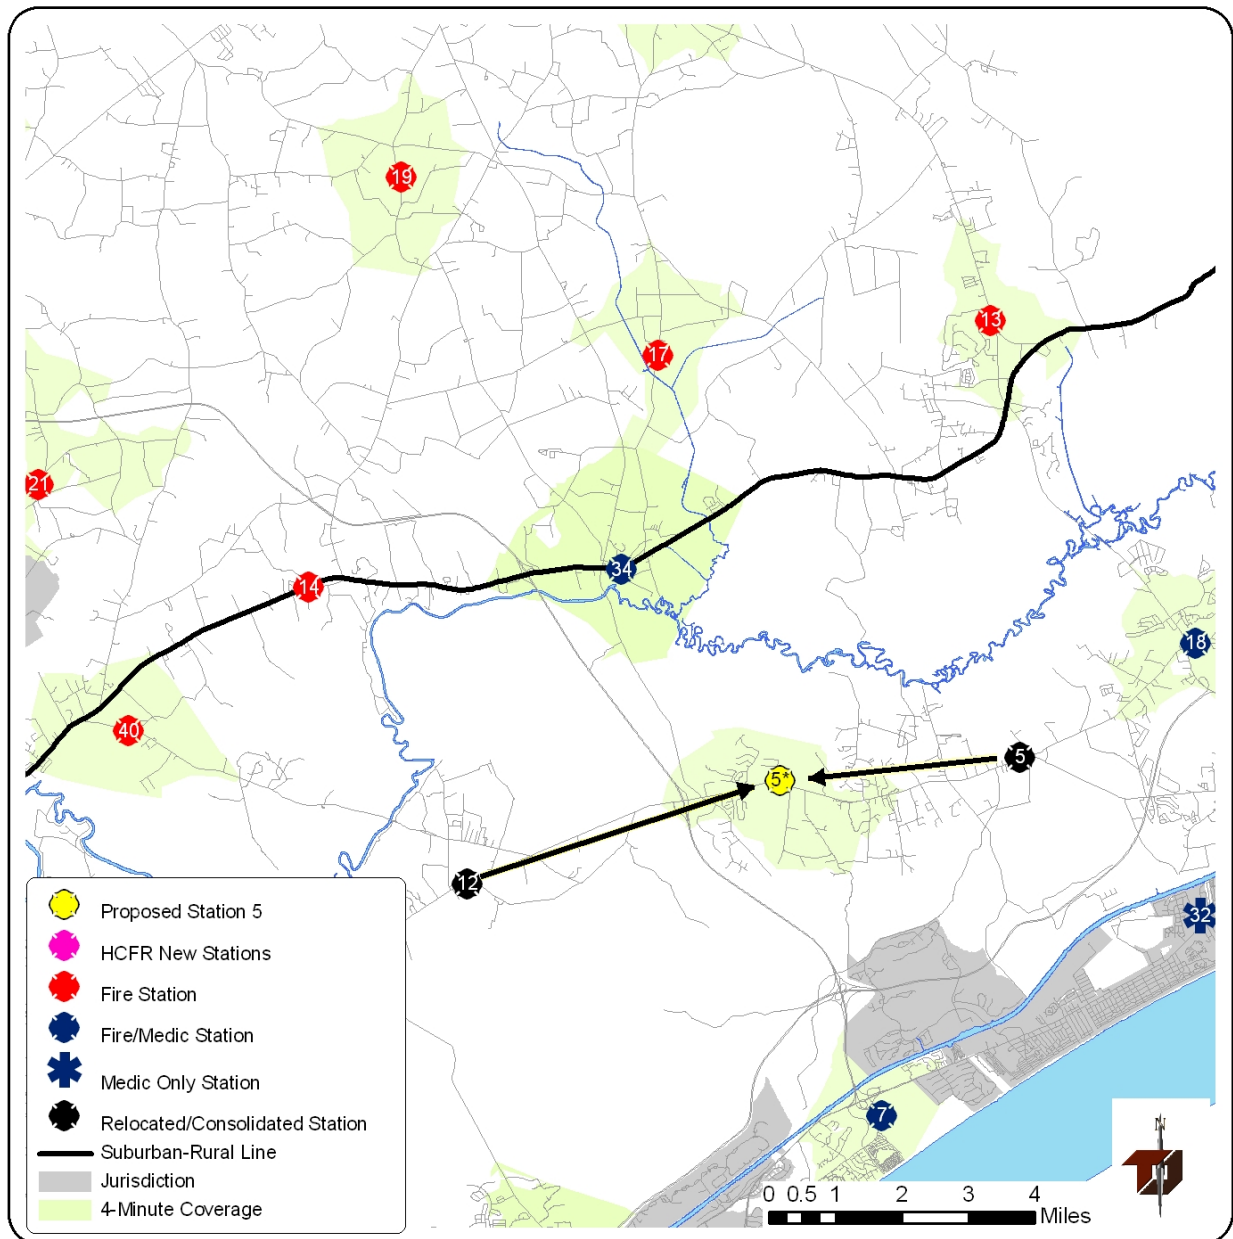 19
13
17
21
34
14
18
40
5
5*
12
32
7
Proposed Station 5
HCFR New Stations
Fire Station
Fire/Medic Station
Medic Only Station
Relocated/Consolidated Station
Suburban-Rural Line
Jurisdiction
4-Minute Coverage
N
0 0.5 1 2 3 4
Miles